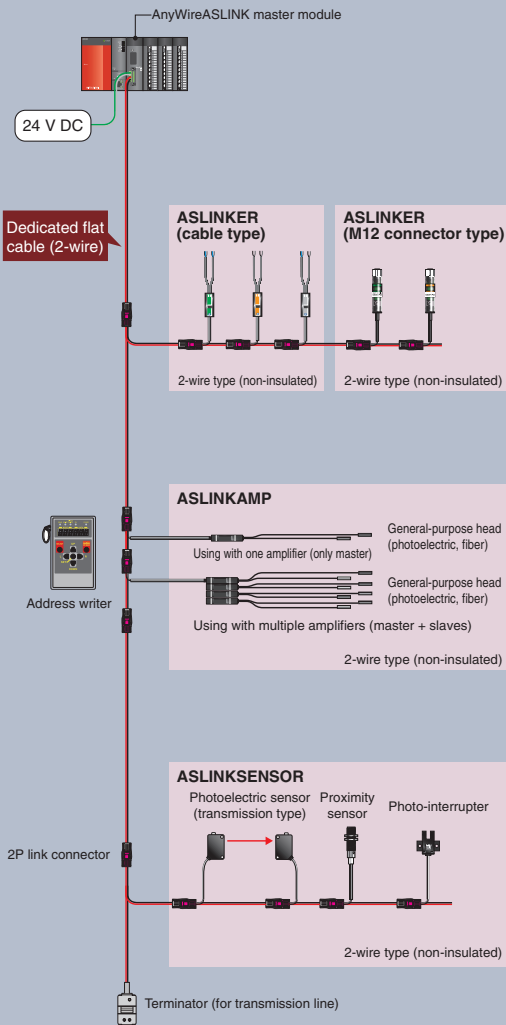 AnyWireASLINK master module
24 V DC
Dedicated flat
cable (2-wire)
ASLINKER
(cable type)
2-wire type (non-insulated)
ASLINKER
(M12 connector type)
2-wire type (non-insulated)
ASLINKAMP
General-purpose head
(photoelectric, fiber)
Using with one amplifier (only master)
General-purpose head
(photoelectric, fiber)
Using with multiple amplifiers (master + slaves)
2-wire type (non-insulated)
Address writer
ASLINKSENSOR
Photoelectric sensor
(transmission type)
Proximity
sensor
Photo-interrupter
2P link connector
2-wire type (non-insulated)
Terminator (for transmission line)